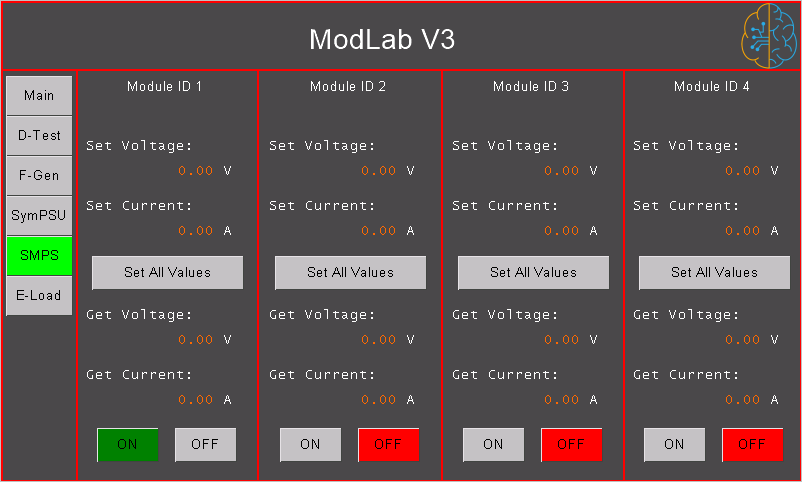 ModLab V3
Main
D-Test
F-Gen
SymPSU
SMPS
E-Load
Module ID 1
Set Voltage:
0.00 V
Set Current:
0.00 A
Set All Values
Get Voltage:
0.00 V
Get Current:
0.00 A
ON OFF
Module ID 2
Set Voltage:
0.00 V
Set Current:
0.00 A
Set All Values
Get Voltage:
0.00 V
Get Current:
0.00 A
ON OFF
Module ID 3
Set Voltage:
0.00 V
Set Current:
0.00 A
Set All Values
Get Voltage:
0.00 V
Get Current:
0.00 A
ON OFF
Module ID 4
Set Voltage:
0.00 V
Set Current:
0.00 A
Set All Values
Get Voltage:
0.00 V
Get Current:
0.00 A
ON OFF